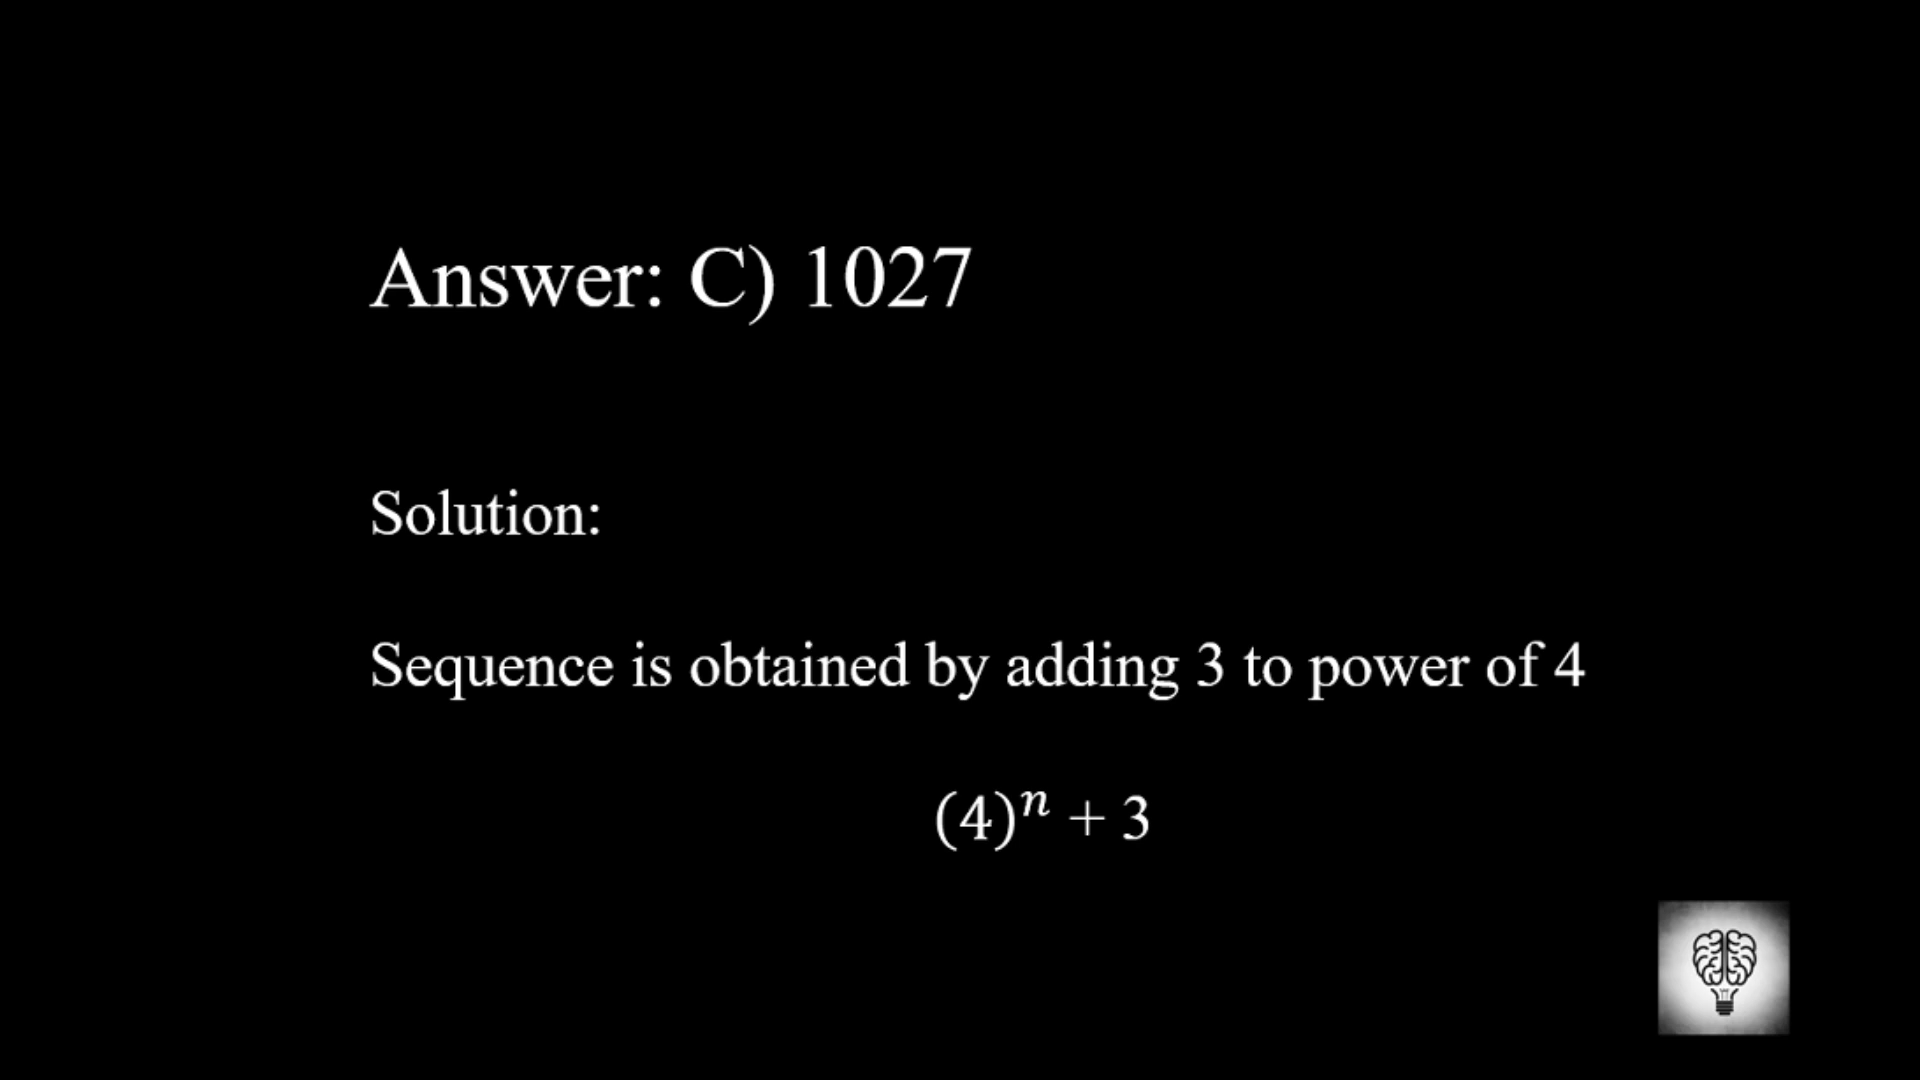 Answer: C) 1027
Solution:
Sequence is obtained by adding 3 to power of 4
(4)ⁿ + 3